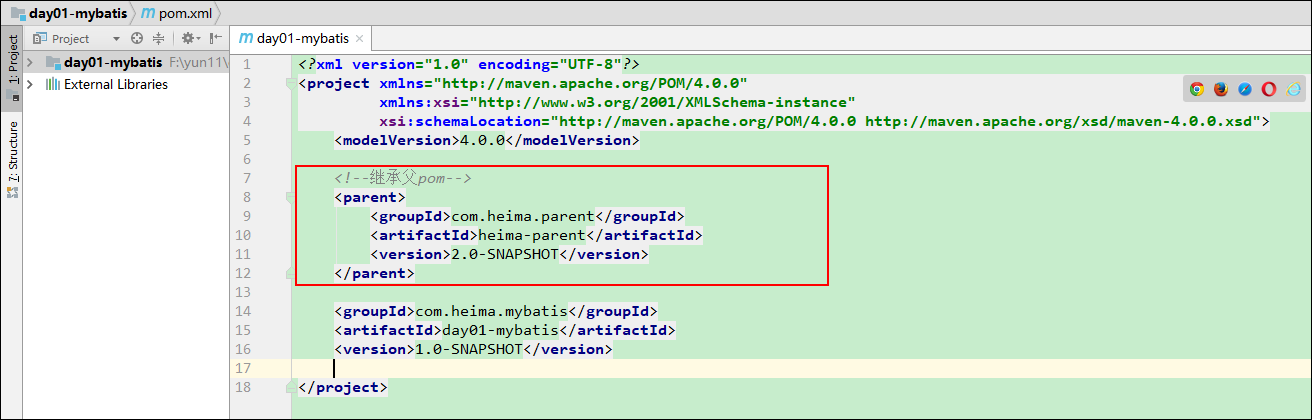 day01-mybatis pom.xml
1: Project
7: Structure
Project
day01-mybatis F:\yun11\
External Libraries
day01-mybatis
1 <?xml version="1.0" encoding="UTF-8"?>
2 <project xmlns="http://maven.apache.org/POM/4.0.0"
3 xmlns:xsi="http://www.w3.org/2001/XMLSchema-instance"
4 xsi:schemaLocation="http://maven.apache.org/POM/4.0.0 http://maven.apache.org/xsd/maven-4.0.0.xsd">
5 <modelVersion>4.0.0</modelVersion>
6
7 <!--继承父pom-->
8 <parent>
9 <groupId>com.heima.parent</groupId>
10 <artifactId>heima-parent</artifactId>
11 <version>2.0-SNAPSHOT</version>
12 </parent>
13
14 <groupId>com.heima.mybatis</groupId>
15 <artifactId>day01-mybatis</artifactId>
16 <version>1.0-SNAPSHOT</version>
17
18 </project>